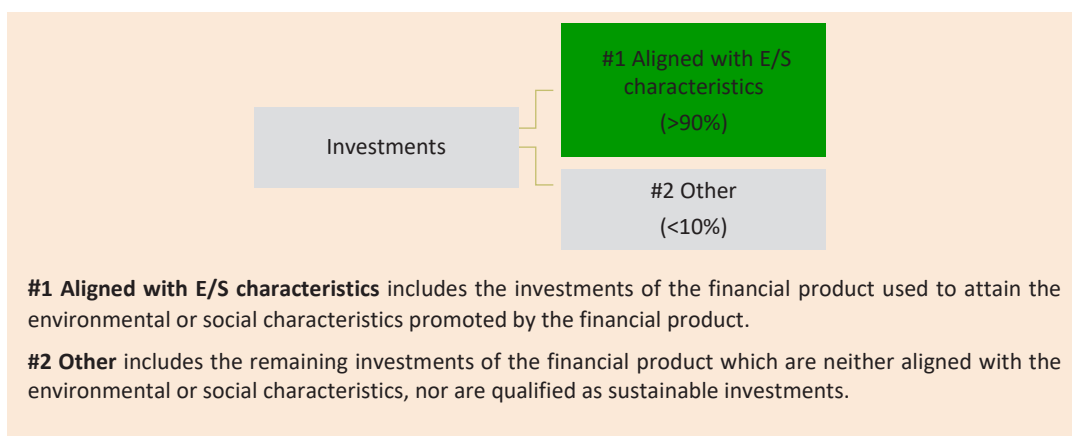 #1 Aligned with E/S
characteristics
(>90%)
Investments
#2 Other
(<10%)
#1 Aligned with E/S characteristics includes the investments of the financial product used to attain the
environmental or social characteristics promoted by the financial product.
#2 Other includes the remaining investments of the financial product which are neither aligned with the
environmental or social characteristics, nor are qualified as sustainable investments.